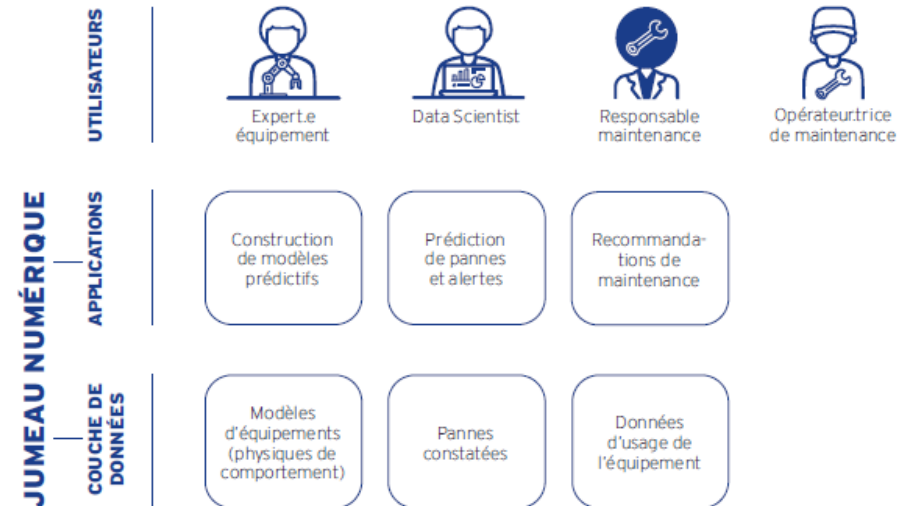 UTILISATEURS
Expert.e
équipement
Data Scientist
Responsable
maintenance
Opérateur.trice
de maintenance
JUMEAU NUMÉRIQUE
APPLICATIONS
Construction
de modèles
prédictifs
Prédiction
de pannes
et alertes
Recommanda-
tions de
maintenance
COUCHE DE
DONNÉES
Modèles
d'équipements
(physiques de
comportement)
Pannes
constatées
Données
d'usage de
l'équipement